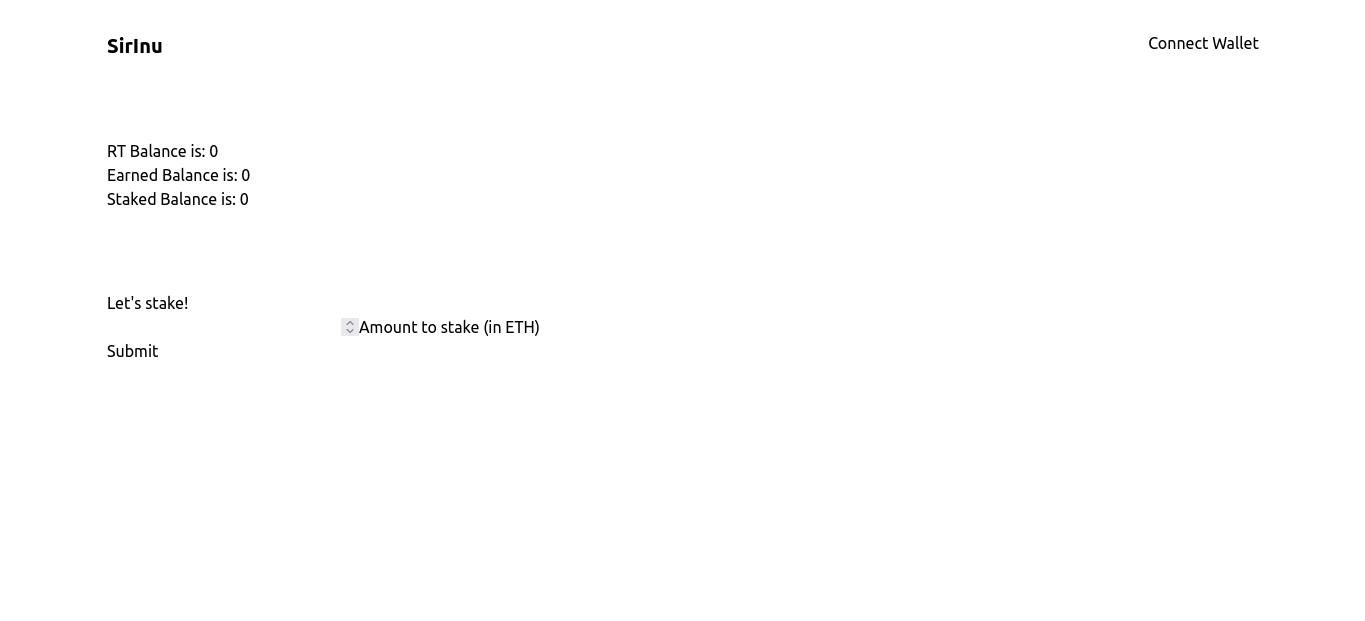 SirInu
Connect Wallet
RT Balance is: 0
Earned Balance is: 0
Staked Balance is: 0
Let's stake!
Amount to stake (in ETH)
Submit